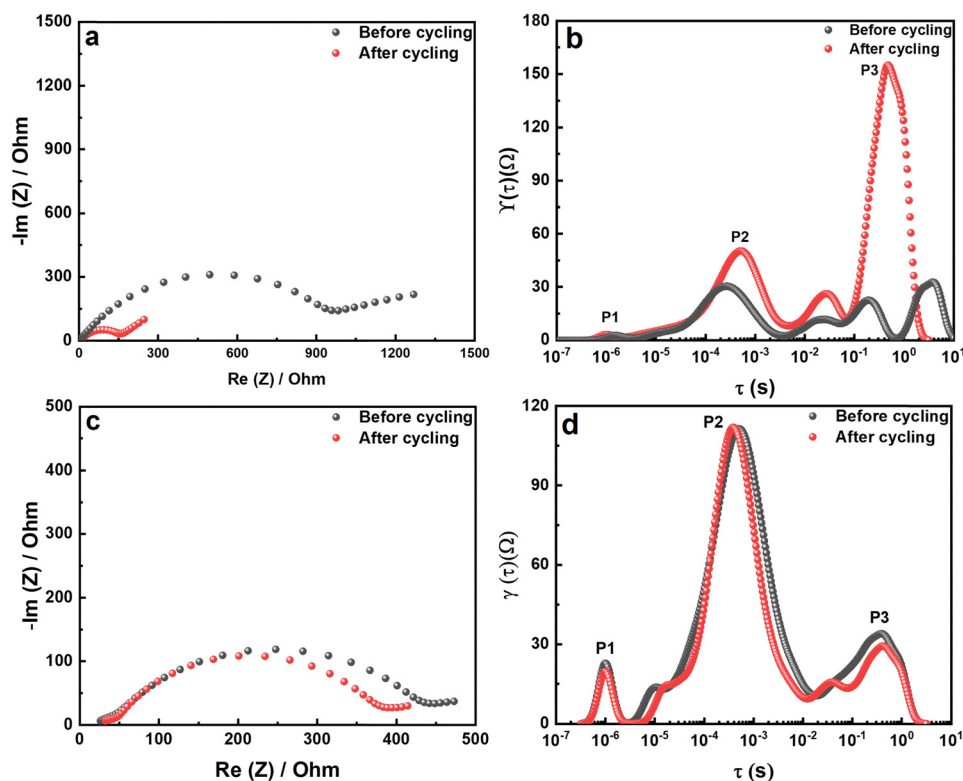 a
Before cycling
After cycling
1500
1200
900
600
300
0
-Im (Z) / Ohm
0 300 600 900 1200 1500
Re (Z) / Ohm
b
Before cycling
After cycling
180
150
120
90
60
30
0
ϒ(τ)(Ω)
P1
P2
P3
10-7 10-6 10-5 10-4 10-3 10-2 10-1 100 101
τ (s)
c
Before cycling
After cycling
500
400
300
200
100
0
-Im (Z) / Ohm
0 100 200 300 400 500
Re (Z) / Ohm
d
Before cycling
After cycling
120
90
60
30
0
γ (τ)(Ω)
P1
P2
P3
10-7 10-6 10-5 10-4 10-3 10-2 10-1 100 101
τ (s)